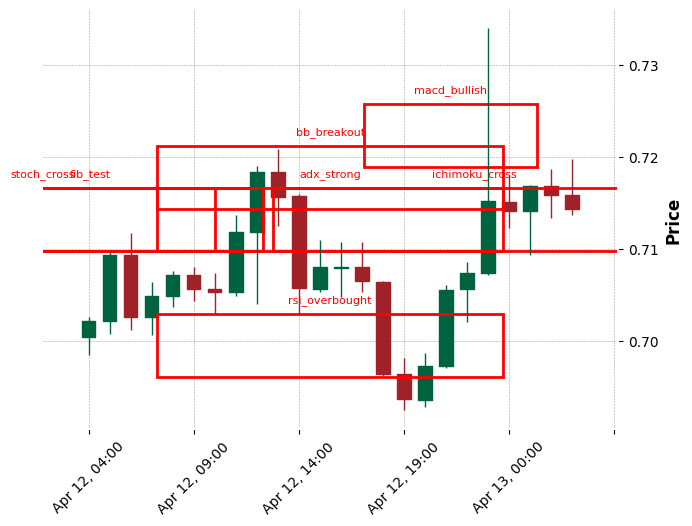 0.73
macd_bullish
bb_breakout
0.72
stoch_cross
fib_test
adx_strong
ichimoku_cross
0.71
Price
rsi_overbought
0.70
Apr 12, 04:00
Apr 12, 09:00
Apr 12, 14:00
Apr 12, 19:00
Apr 13, 00:00